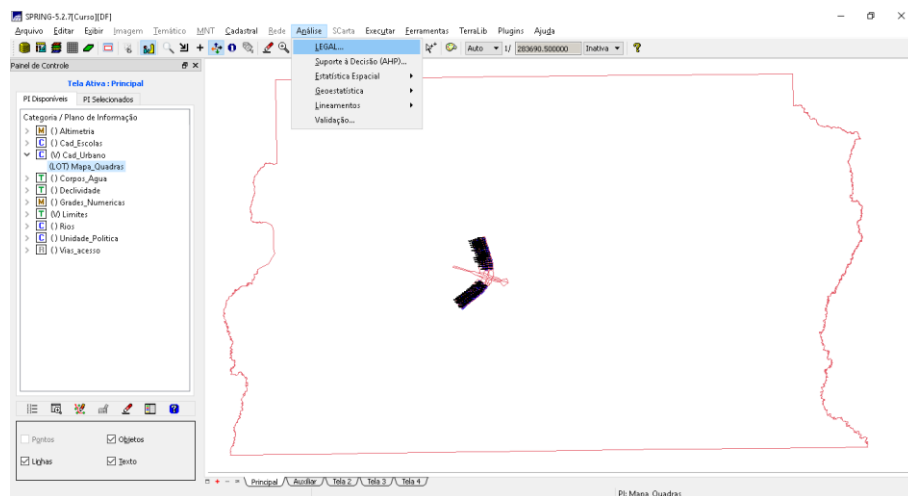 SPRING-5.2.7[Curso][DF]
Arquivo Editar Exibir Imagem Temático MNT Cadastral Rede Análise SCarta Executar Ferramentas TerraLib Plugins Ajuda
Auto 1/ 283690.500000 Inativa
LEGAL...
Suporte à Decisão (AHP)...
Estatística Espacial
Geoestatística
Lineamentos
Validação...
Painel de Controle
Tela Ativa : Principal
PI Disponíveis PI Selecionados
Categoria / Plano de Informação
M () Altimetria
C () Cad_Escolas
C (V) Cad_Urbano
(LOT) Mapa_Quadras
T () Corpos_Agua
T () Declividade
M () Grades_Numericas
T (V) Limites
C () Rios
C () Unidade_Politica
R () Vias_acesso
Pontos Objetos
Linhas Texto
Principal Auxiliar Tela 2 Tela 3 Tela 4
PI: Mapa_Quadras